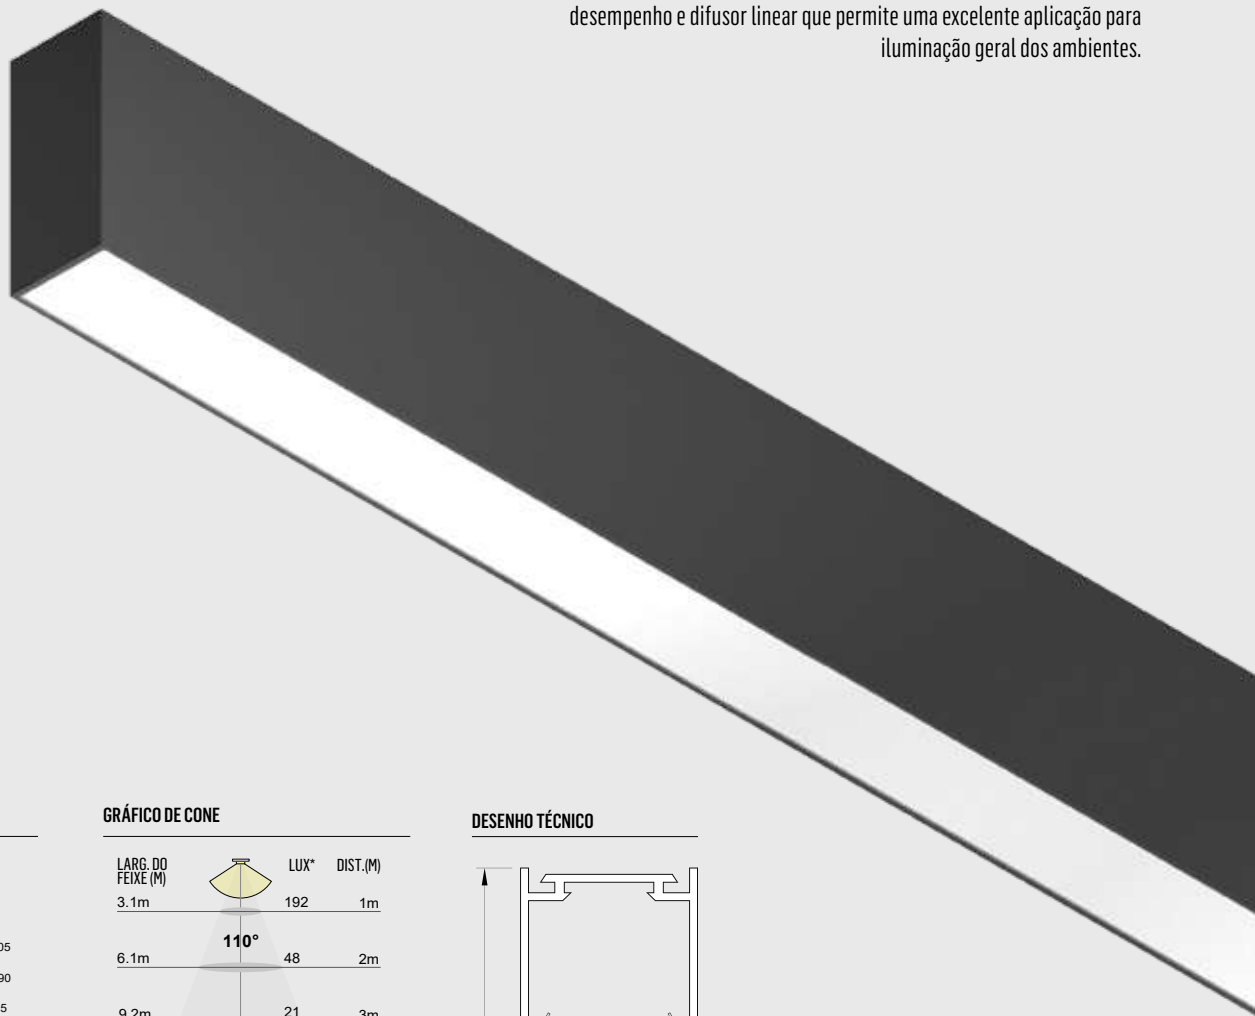 desempenho e difusor linear que permite uma excelente aplicação para
iluminação geral dos ambientes.
GRÁFICO DE CONE
LARG. DO
FEIXE (M)
LUX* DIST.(M)
3.1m 192 1m
110°
6.1m 48 2m
9.2m 21 3m
DESENHO TÉCNICO